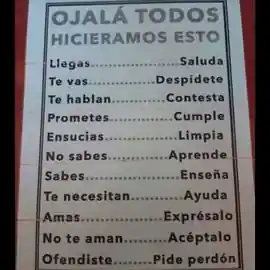 OJALÁ TODOS
HICIERAMOS ESTO
Llegas..................Saluda
Te vas..............Despídete
Te hablan...........Contesta
Prometes.............Cumple
Ensucias...............Limpia
No sabes.............Aprende
Sabes...................Enseña
Te necesitan..........Ayuda
Amas................Exprésalo
No te aman........Acéptalo
Ofendiste......Pide perdón